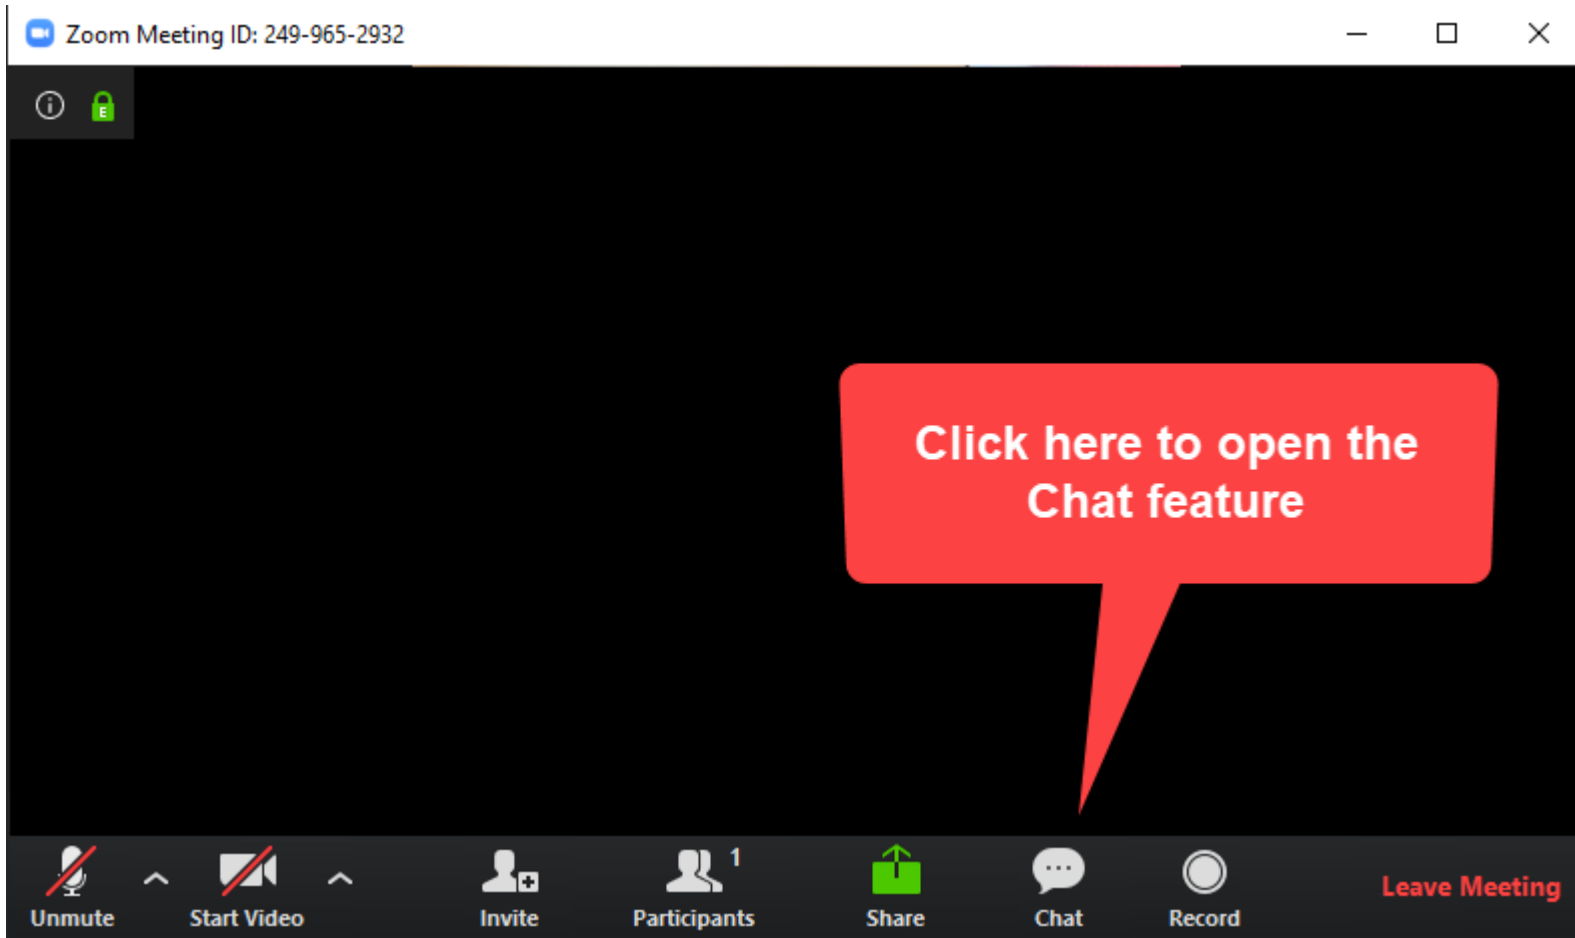 Zoom Meeting ID: 249-965-2932
E
Click here to open the
Chat feature
1
Unmute Start Video Invite Participants Share Chat Record Leave Meeting